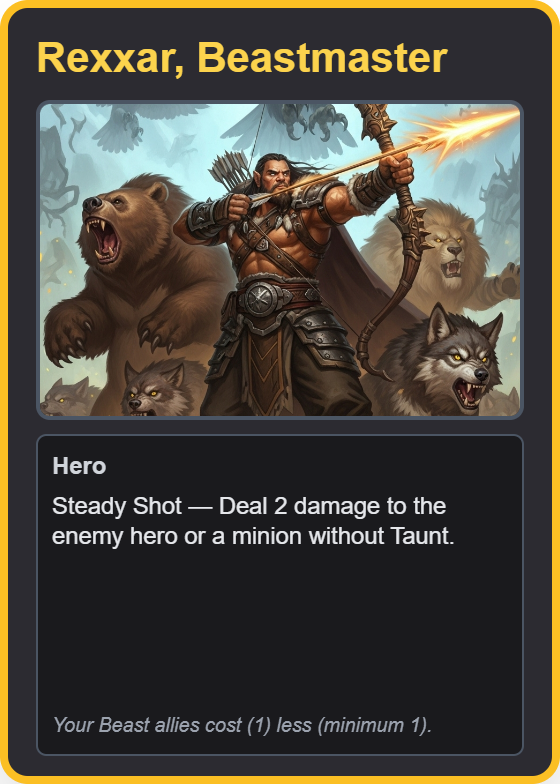 Rexxar, Beastmaster
Hero
Steady Shot — Deal 2 damage to the
enemy hero or a minion without Taunt.
Your Beast allies cost (1) less (minimum 1).